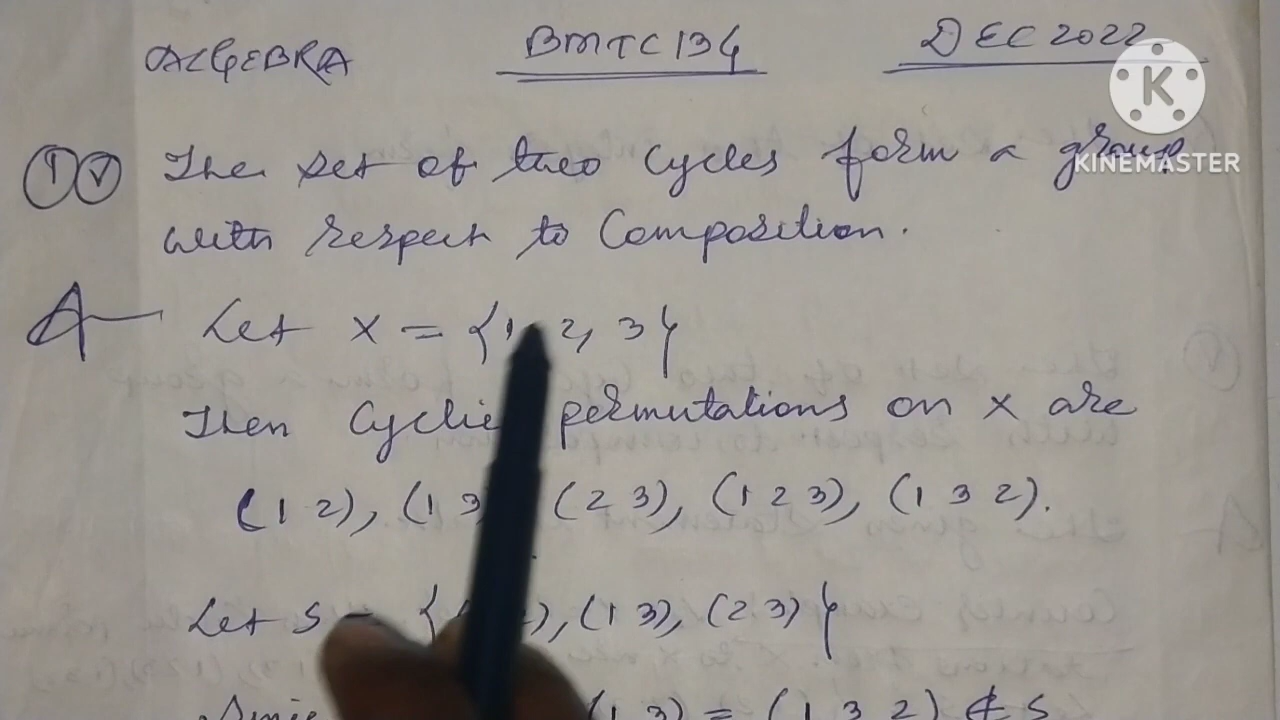 ALGEBRA BMTC134 DEC 2022
K
KINEMASTER
1 V The set of two cycles form a group
with respect to Composition.
A— Let X = {1, 2, 3}
Then Cyclic permutations on X are
(1 2), (1 3 (2 3), (1 2 3), (1 3 2).
Let S = { 2), (1 3), (2 3)}
(1 3) = (1 3 2) ∉ S